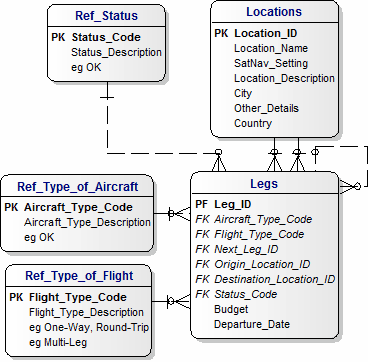 Ref_Status
PK Status_Code
Status_Description
eg OK
Locations
PK Location_ID
Location_Name
SatNav_Setting
Location_Description
City
Other_Details
Country
Ref_Type_of_Aircraft
PK Aircraft_Type_Code
Aircraft_Type_Description
eg OK
Legs
PF Leg_ID
FK Aircraft_Type_Code
FK Flight_Type_Code
FK Next_Leg_ID
FK Origin_Location_ID
FK Destination_Location_ID
FK Status_Code
Budget
Departure_Date
Ref_Type_of_Flight
PK Flight_Type_Code
Flight_Type_Description
eg One-Way, Round-Trip
eg Multi-Leg